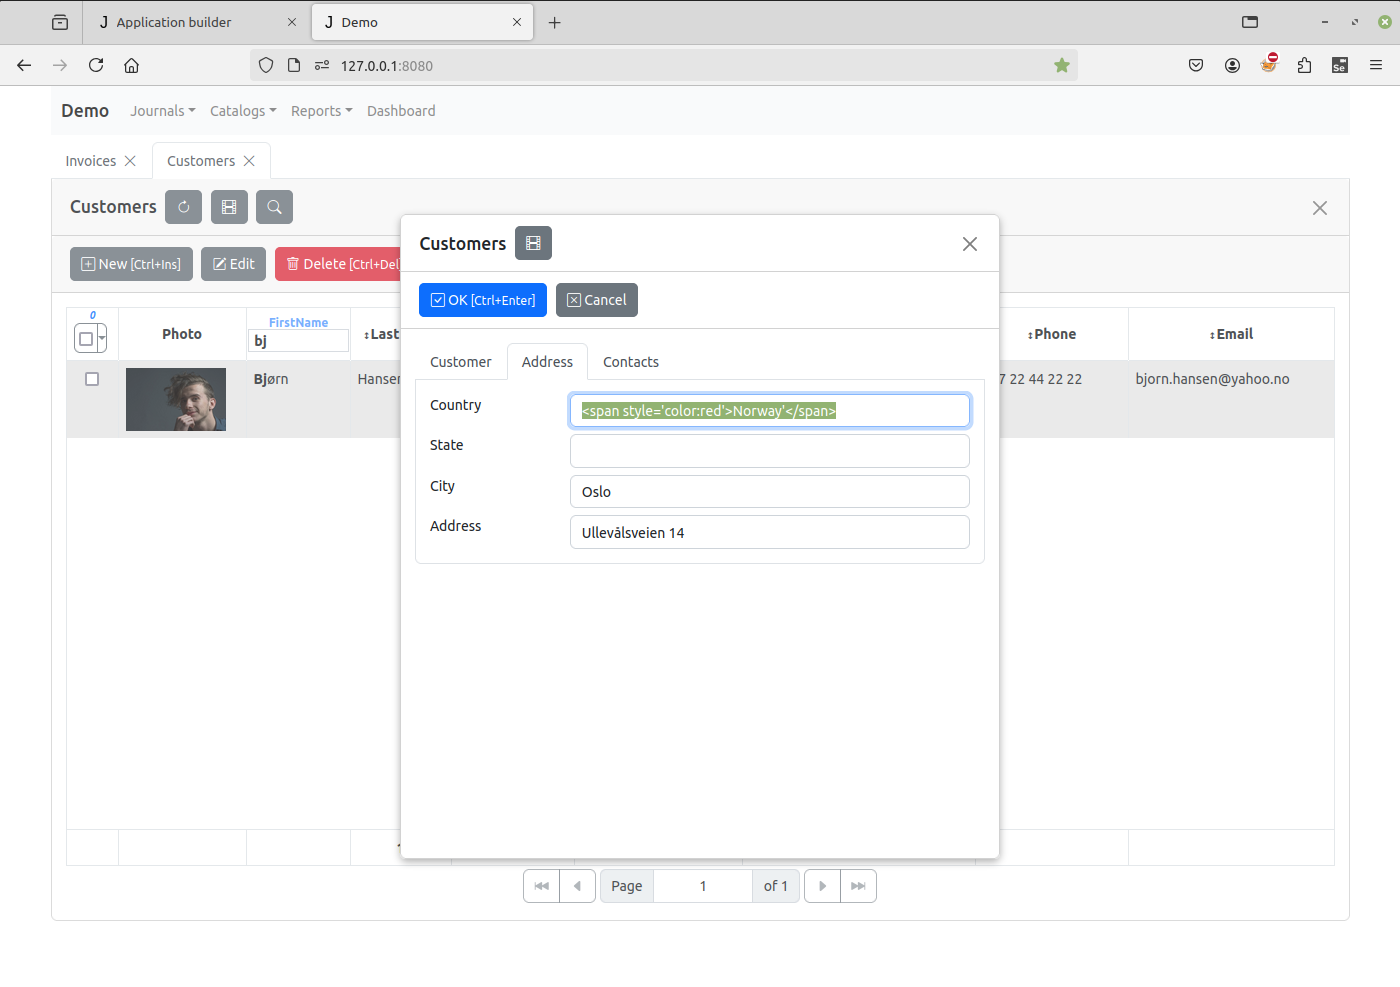 Application builder
Demo
127.0.0.1:8080
Demo Journals Catalogs Reports Dashboard
Invoices Customers
Customers
New [Ctrl+Ins] Edit Delete [Ctrl+Del
0 Photo FirstName Last Phone Email
bj
Bjørn Hansen 7 22 44 22 22 bjorn.hansen@yahoo.no
Customers
OK [Ctrl+Enter] Cancel
Customer Address Contacts
Country <span style='color:red'>Norway'</span>
State
City Oslo
Address Ullevålsveien 14
Page 1 of 1